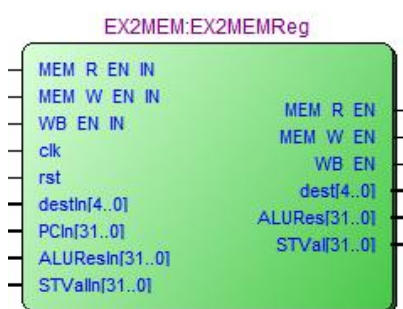 EX2MEM:EX2MEMReg
MEM R EN IN
MEM W EN IN
WB EN IN
clk
rst
destIn[4..0]
PCIn[31..0]
ALUResIn[31..0]
STValIn[31..0]
MEM R EN
MEM W EN
WB EN
dest[4..0]
ALURes[31..0]
STVal[31..0]